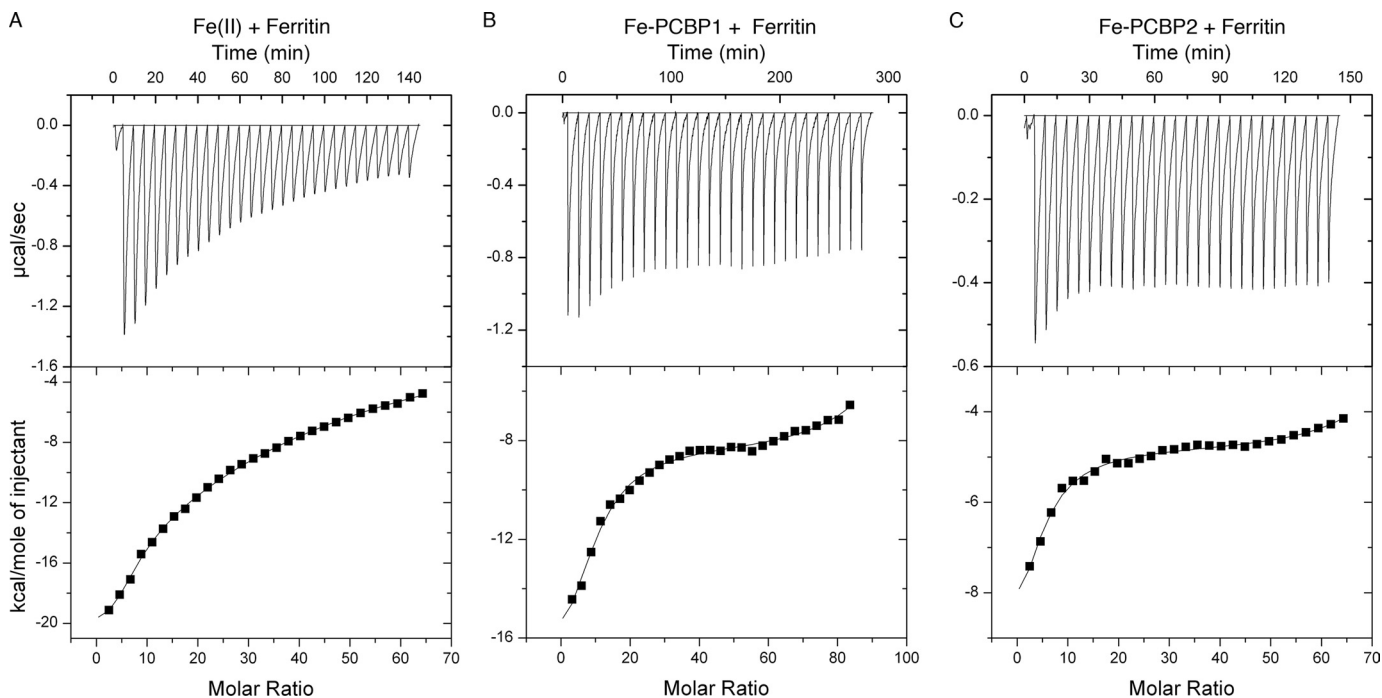 A
Fe(II) + Ferritin
Time (min)
0 20 40 60 80 100 120 140
0.0
-0.4
-0.8
-1.2
-1.6
µcal/sec
-4
-8
-12
-16
-20
kcal/mole of injectant
0 10 20 30 40 50 60 70
Molar Ratio
B
Fe-PCBP1 + Ferritin
Time (min)
0 100 200 300
0.0
-0.4
-0.8
-1.2
-8
-12
-16
0 10 20 30 40 50 60 70 80 90 100
Molar Ratio
C
Fe-PCBP2 + Ferritin
Time (min)
0 30 60 90 120 150
0.0
-0.2
-0.4
-0.6
-4
-6
-8
0 10 20 30 40 50 60 70
Molar Ratio